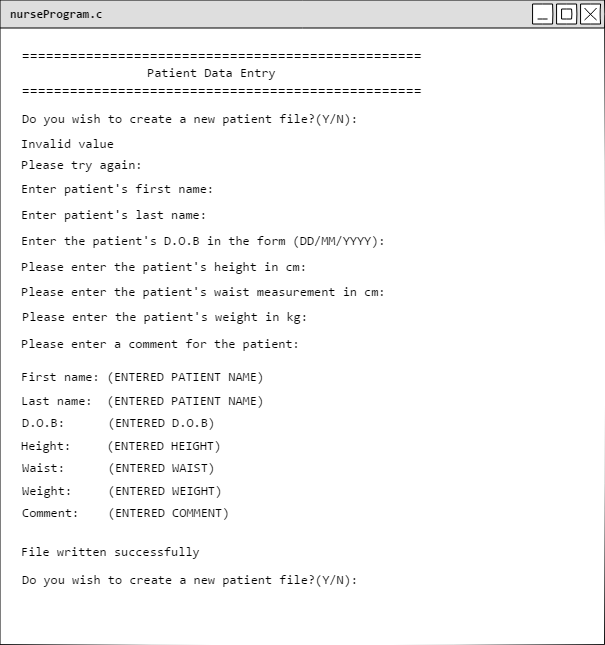 nurseProgram.c
==================================================
Patient Data Entry
==================================================
Do you wish to create a new patient file?(Y/N):
Invalid value
Please try again:
Enter patient's first name:
Enter patient's last name:
Enter the patient's D.O.B in the form (DD/MM/YYYY):
Please enter the patient's height in cm:
Please enter the patient's waist measurement in cm:
Please enter the patient's weight in kg:
Please enter a comment for the patient:
First name: (ENTERED PATIENT NAME)
Last name: (ENTERED PATIENT NAME)
D.O.B: (ENTERED D.O.B)
Height: (ENTERED HEIGHT)
Waist: (ENTERED WAIST)
Weight: (ENTERED WEIGHT)
Comment: (ENTERED COMMENT)
File written successfully
Do you wish to create a new patient file?(Y/N):